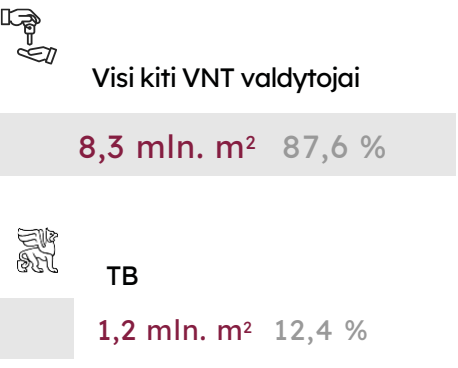 Visi kiti VNT valdytojai
8,3 mln. m² 87,6 %
TB
1,2 mln. m² 12,4 %